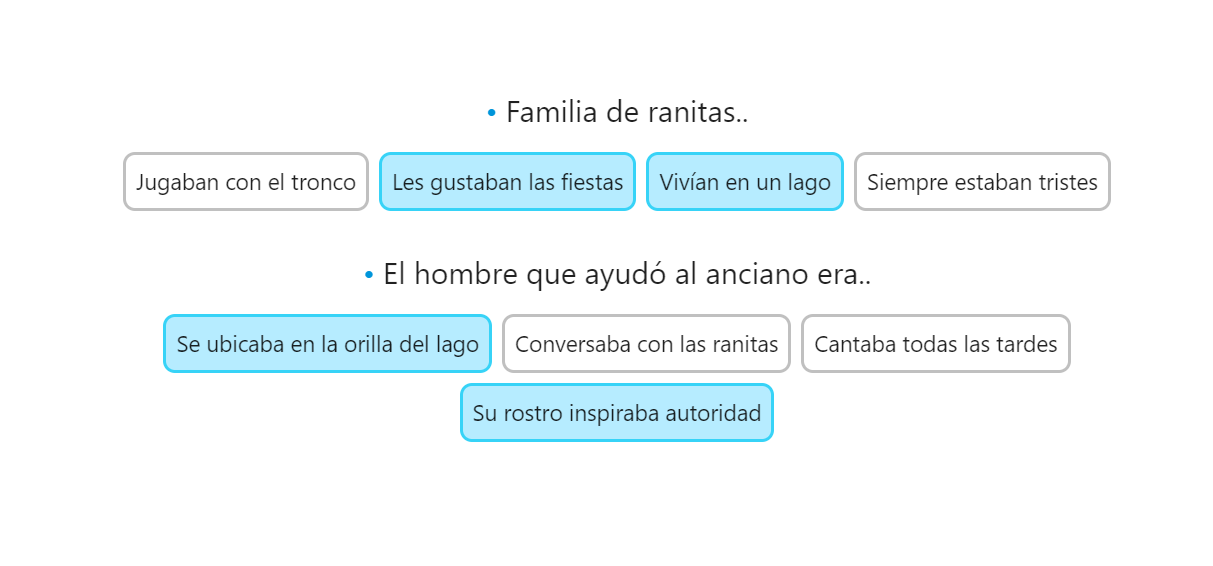 • Familia de ranitas..
Jugaban con el tronco Les gustaban las fiestas Vivían en un lago Siempre estaban tristes
• El hombre que ayudó al anciano era..
Se ubicaba en la orilla del lago Conversaba con las ranitas Cantaba todas las tardes
Su rostro inspiraba autoridad